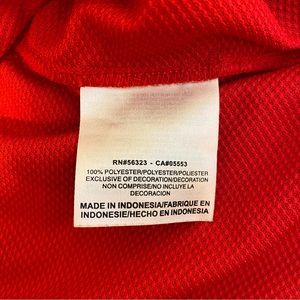 RN#56323 - CA#05553
100% POLYESTER/POLYESTER/POLIESTER
EXCLUSIVE OF DECORATION/DECORATION
NON COMPRISE/NO INCLUYE LA
DECORACION
MADE IN INDONESIA/FABRIQUE EN
INDONESIE/HECHO EN INDONESIA